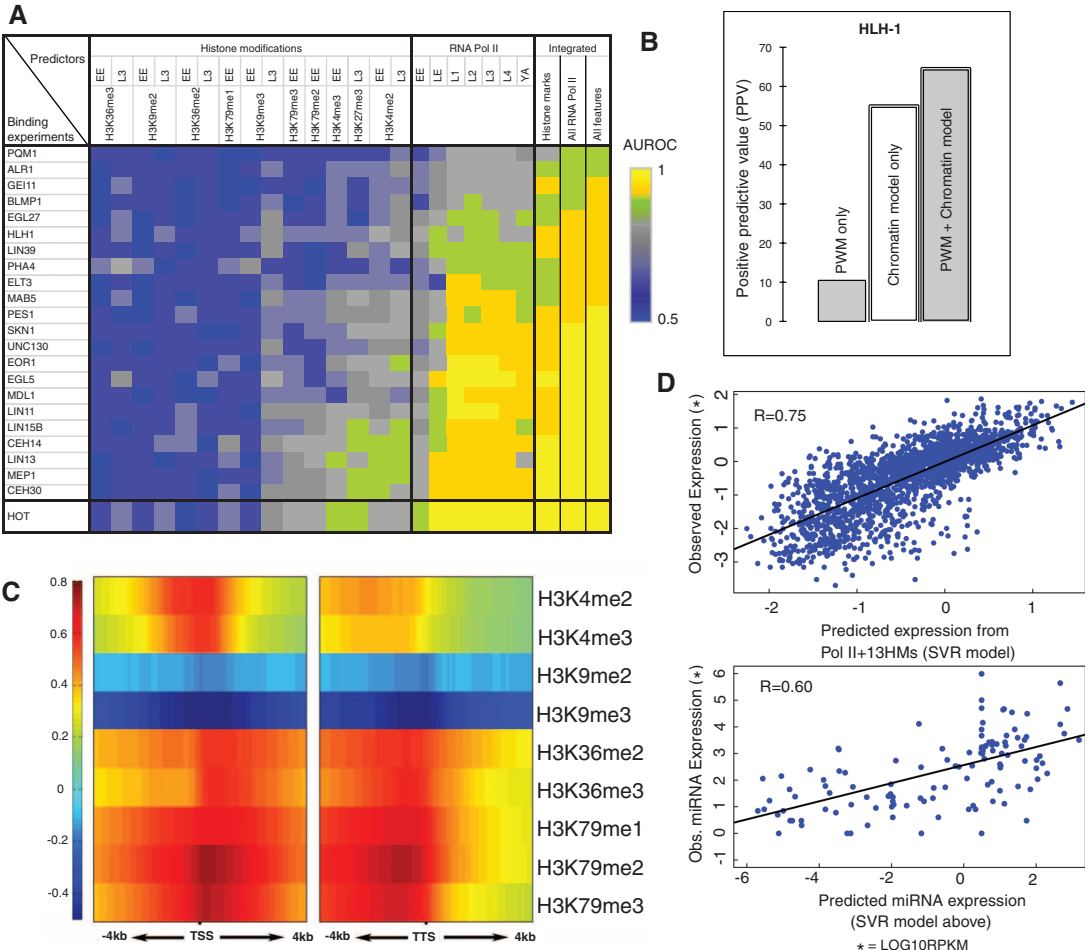 A
Predictors
Binding
experiments
Histone modifications
RNA Pol II
Integrated
EE
L3
EE
L3
EE
L3
EE
EE
L3
EE
EE
EE
EE
L3
EE
L3
EE
LE
L1
L2
L3
L4
YA
H3K36me3
H3K9me2
H3K36me2
H3K79me1
H3K9me3
H3K79me3
H3K79me2
H3K4me3
H3K27me3
H3K4me2
Histone marks
All RNA Pol II
All features
PQM1
ALR1
GEI11
BLMP1
EGL27
HLH1
LIN39
PHA4
ELT3
MAB5
PES1
SKN1
UNC130
EOR1
EGL5
MDL1
LIN11
LIN15B
CEH14
LIN13
MEP1
CEH30
HOT
AUROC
1
0.5
B
HLH-1
Positive predictive value (PPV)
70
60
50
40
30
20
10
0
PWM only
Chromatin model only
PWM + Chromatin model
C
0.8
0.6
0.4
0.2
0
-0.2
-0.4
H3K4me2
H3K4me3
H3K9me2
H3K9me3
H3K36me2
H3K36me3
H3K79me1
H3K79me2
H3K79me3
-4kb
TSS
4kb
-4kb
TTS
4kb
D
R=0.75
Observed Expression (*)
2
1
0
-1
-2
-3
-2
-1
0
1
Predicted expression from
Pol II+13HMs (SVR model)
R=0.60
Obs. miRNA Expression (*)
6
5
4
3
2
1
0
-1
-6
-4
-2
0
2
Predicted miRNA expression
(SVR model above)
* = LOG10RPKM